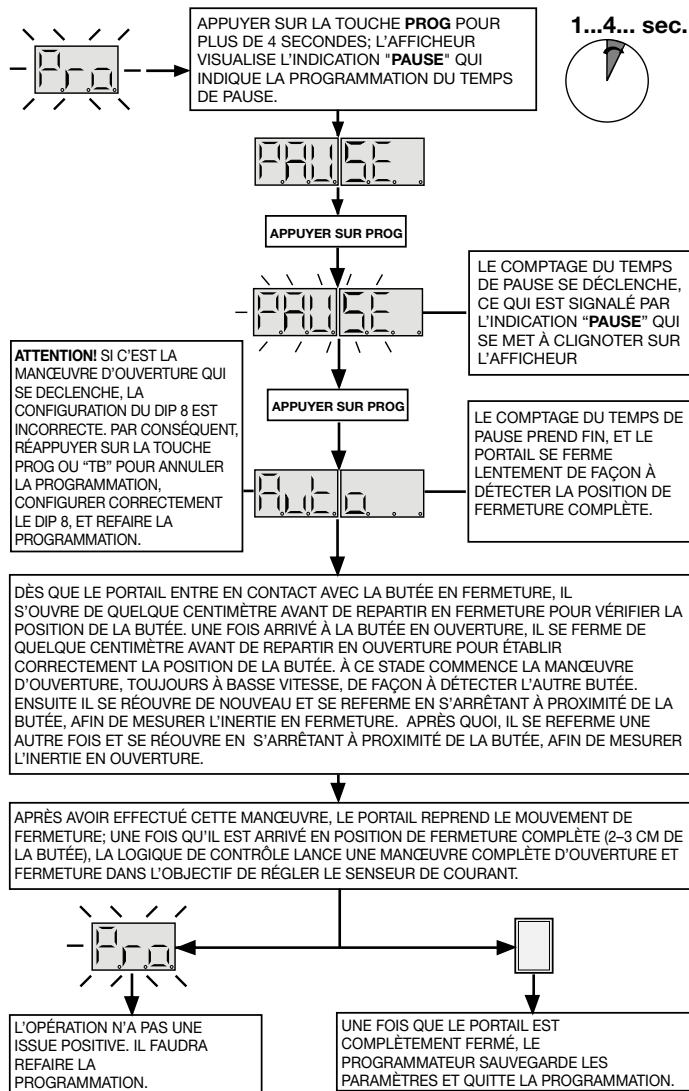 Pro
APPUYER SUR LA TOUCHE PROG POUR
PLUS DE 4 SECONDES; L'AFFICHEUR
VISUALISE L'INDICATION "PAUSE" QUI
INDIQUE LA PROGRAMMATION DU TEMPS
DE PAUSE.
1...4... sec.
PAUSE
APPUYER SUR PROG
PAUSE
LE COMPTAGE DU TEMPS
DE PAUSE SE DÉCLENCHE,
CE QUI EST SIGNALÉ PAR
L'INDICATION “PAUSE” QUI
SE MET À CLIGNOTER SUR
L'AFFICHEUR
ATTENTION! SI C'EST LA
MANŒUVRE D'OUVERTURE QUI
SE DECLENCHE, LA
CONFIGURATION DU DIP 8 EST
INCORRECTE. PAR CONSÉQUENT,
RÉAPPUYER SUR LA TOUCHE
PROG OU “TB” POUR ANNULER
LA PROGRAMMATION,
CONFIGURER CORRECTEMENT
LE DIP 8, ET REFAIRE LA
PROGRAMMATION.
APPUYER SUR PROG
Auto
LE COMPTAGE DU TEMPS DE
PAUSE PREND FIN, ET LE
PORTAIL SE FERME
LENTEMENT DE FAÇON À
DÉTECTER LA POSITION DE
FERMETURE COMPLÈTE.
DÈS QUE LE PORTAIL ENTRE EN CONTACT AVEC LA BUTÉE EN FERMETURE, IL
S'OUVRE DE QUELQUE CENTIMÈTRE AVANT DE REPARTIR EN FERMETURE POUR VÉRIFIER LA
POSITION DE LA BUTÉE. UNE FOIS ARRIVÉ À LA BUTÉE EN OUVERTURE, IL SE FERME DE
QUELQUE CENTIMÈTRE AVANT DE REPARTIR EN OUVERTURE POUR ÉTABLIR
CORRECTEMENT LA POSITION DE LA BUTÉE. À CE STADE COMMENCE LA MANŒUVRE
D'OUVERTURE, TOUJOURS À BASSE VITESSE, DE FAÇON À DÉTECTER L'AUTRE BUTÉE.
ENSUITE IL SE RÉOUVRE DE NOUVEAU ET SE REFERME EN S'ARRÊTANT À PROXIMITÉ DE LA
BUTÉE, AFIN DE MESURER L'INERTIE EN FERMETURE. APRÈS QUOI, IL SE REFERME UNE
AUTRE FOIS ET SE RÉOUVRE EN S'ARRÊTANT À PROXIMITÉ DE LA BUTÉE, AFIN DE MESURER
L'INERTIE EN OUVERTURE.
APRÈS AVOIR EFFECTUÉ CETTE MANŒUVRE, LE PORTAIL REPREND LE MOUVEMENT DE
FERMETURE; UNE FOIS QU'IL EST ARRIVÉ EN POSITION DE FERMETURE COMPLÈTE (2–3 CM DE
LA BUTÉE), LA LOGIQUE DE CONTRÔLE LANCE UNE MANŒUVRE COMPLÈTE D'OUVERTURE ET
FERMETURE DANS L'OBJECTIF DE RÉGLER LE SENSEUR DE COURANT.
Pro
L'OPÉRATION N'A PAS UNE
ISSUE POSITIVE. IL FAUDRA
REFAIRE LA
PROGRAMMATION.
UNE FOIS QUE LE PORTAIL EST
COMPLÈTEMENT FERMÉ, LE
PROGRAMMATEUR SAUVEGARDE LES
PARAMÈTRES ET QUITTE LA PROGRAMMATION.